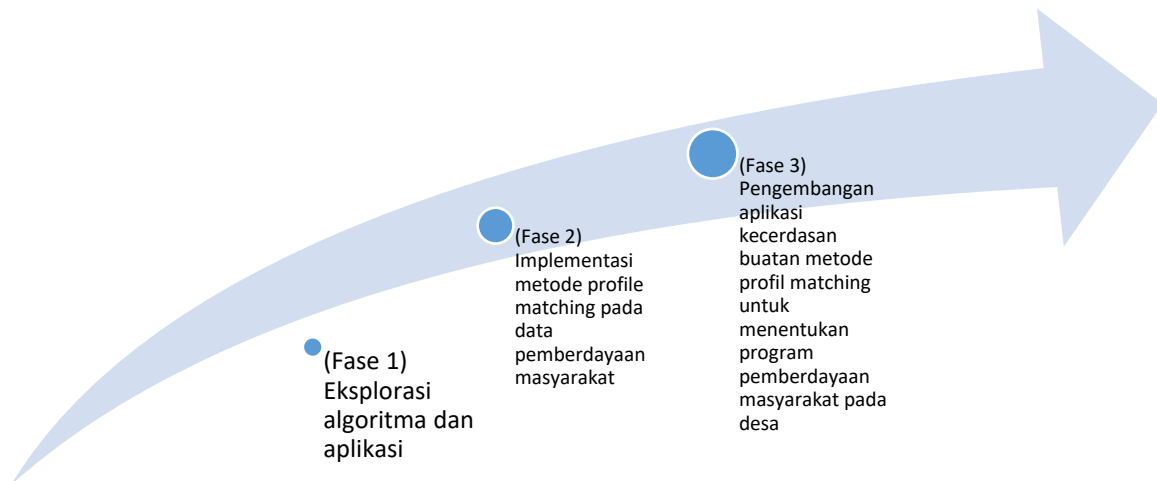 (Fase 1)
Eksplorasi
algoritma dan
aplikasi
(Fase 2)
Implementasi
metode profile
matching pada
data
pemberdayaan
masyarakat
(Fase 3)
Pengembangan
aplikasi
kecerdasan
buatan metode
profil matching
untuk
menentukan
program
pemberdayaan
masyarakat pada
desa